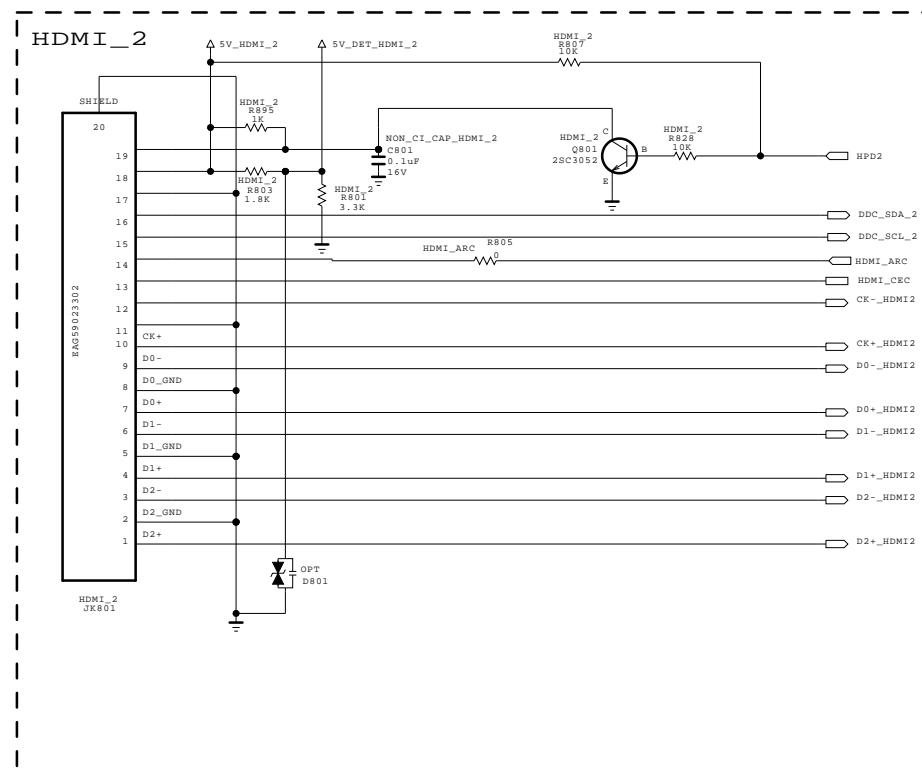 HDMI_2
5V_HDMI_2
5V_DET_HDMI_2
HDMI_2
R807
10K
SHIELD
20
HDMI_2
R895
1K
NON_CI_CAP_HDMI_2
C801
0.1uF
16V
HDMI_2
Q801
2SC3052
C
B
E
HDMI_2
R828
10K
HPD2
19
18
HDMI_2
R803
1.8K
HDMI_2
R801
3.3K
17
16
DDC_SDA_2
15
DDC_SCL_2
14
HDMI_ARC
R805
0
HDMI_ARC
13
HDMI_CEC
12
CK-_HDMI2
EAG59023302
11
10
CK+
CK+_HDMI2
9
D0-
D0-_HDMI2
8
D0_GND
7
D0+
D0+_HDMI2
6
D1-
D1-_HDMI2
5
D1_GND
4
D1+
D1+_HDMI2
3
D2-
D2-_HDMI2
2
D2_GND
1
D2+
D2+_HDMI2
OPT
D801
HDMI_2
JK801